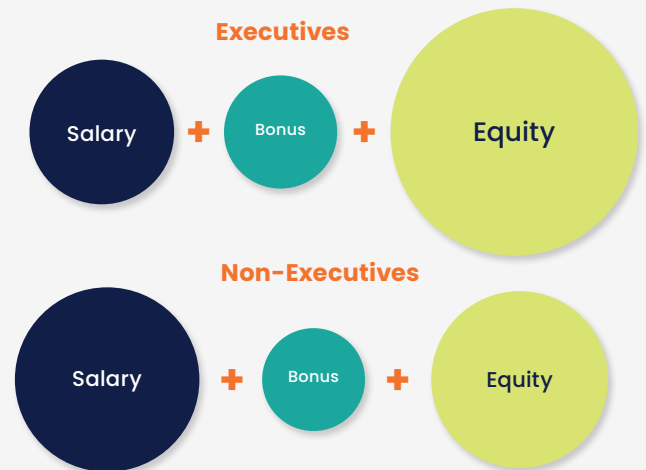 Executives
Salary + Bonus + Equity
Non-Executives
Salary + Bonus + Equity